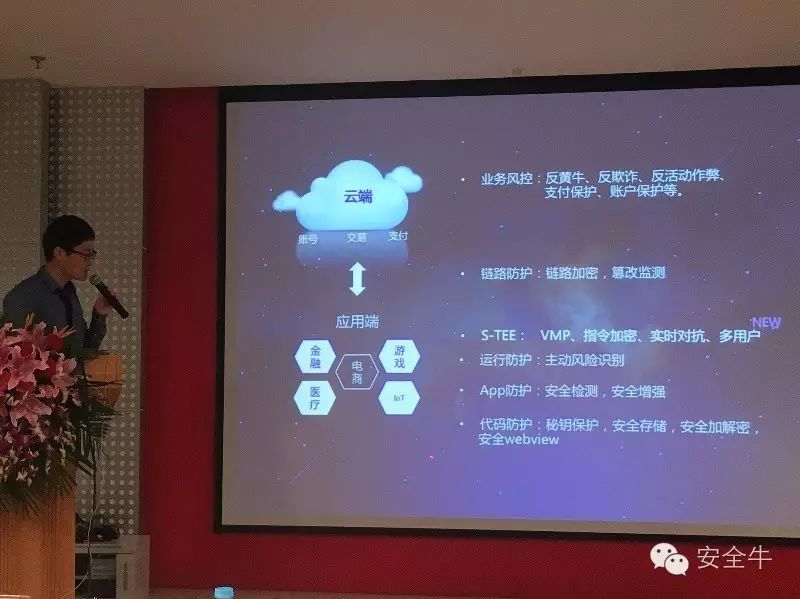 云端
账号 交易 支付
应用端
金融
游戏
电商
医疗
IoT
• 业务风控：反黄牛、反欺诈、反活动作弊、
支付保护、账户保护等。
• 链路防护：链路加密，篡改监测
NEW
• S-TEE： VMP、指令加密、实时对抗、多用户
• 运行防护：主动风险识别
• App防护：安全检测，安全增强
• 代码防护：秘钥保护，安全存储，安全加解密，
安全webview
安全牛